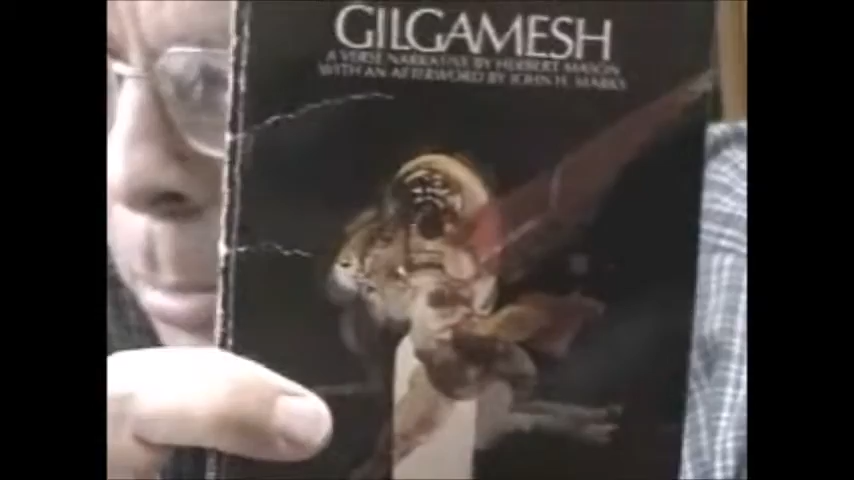 GILGAMESH
A VERSE NARRATIVE BY HERBERT MASON
WITH AN AFTERWORD BY JOHN H. MARKS